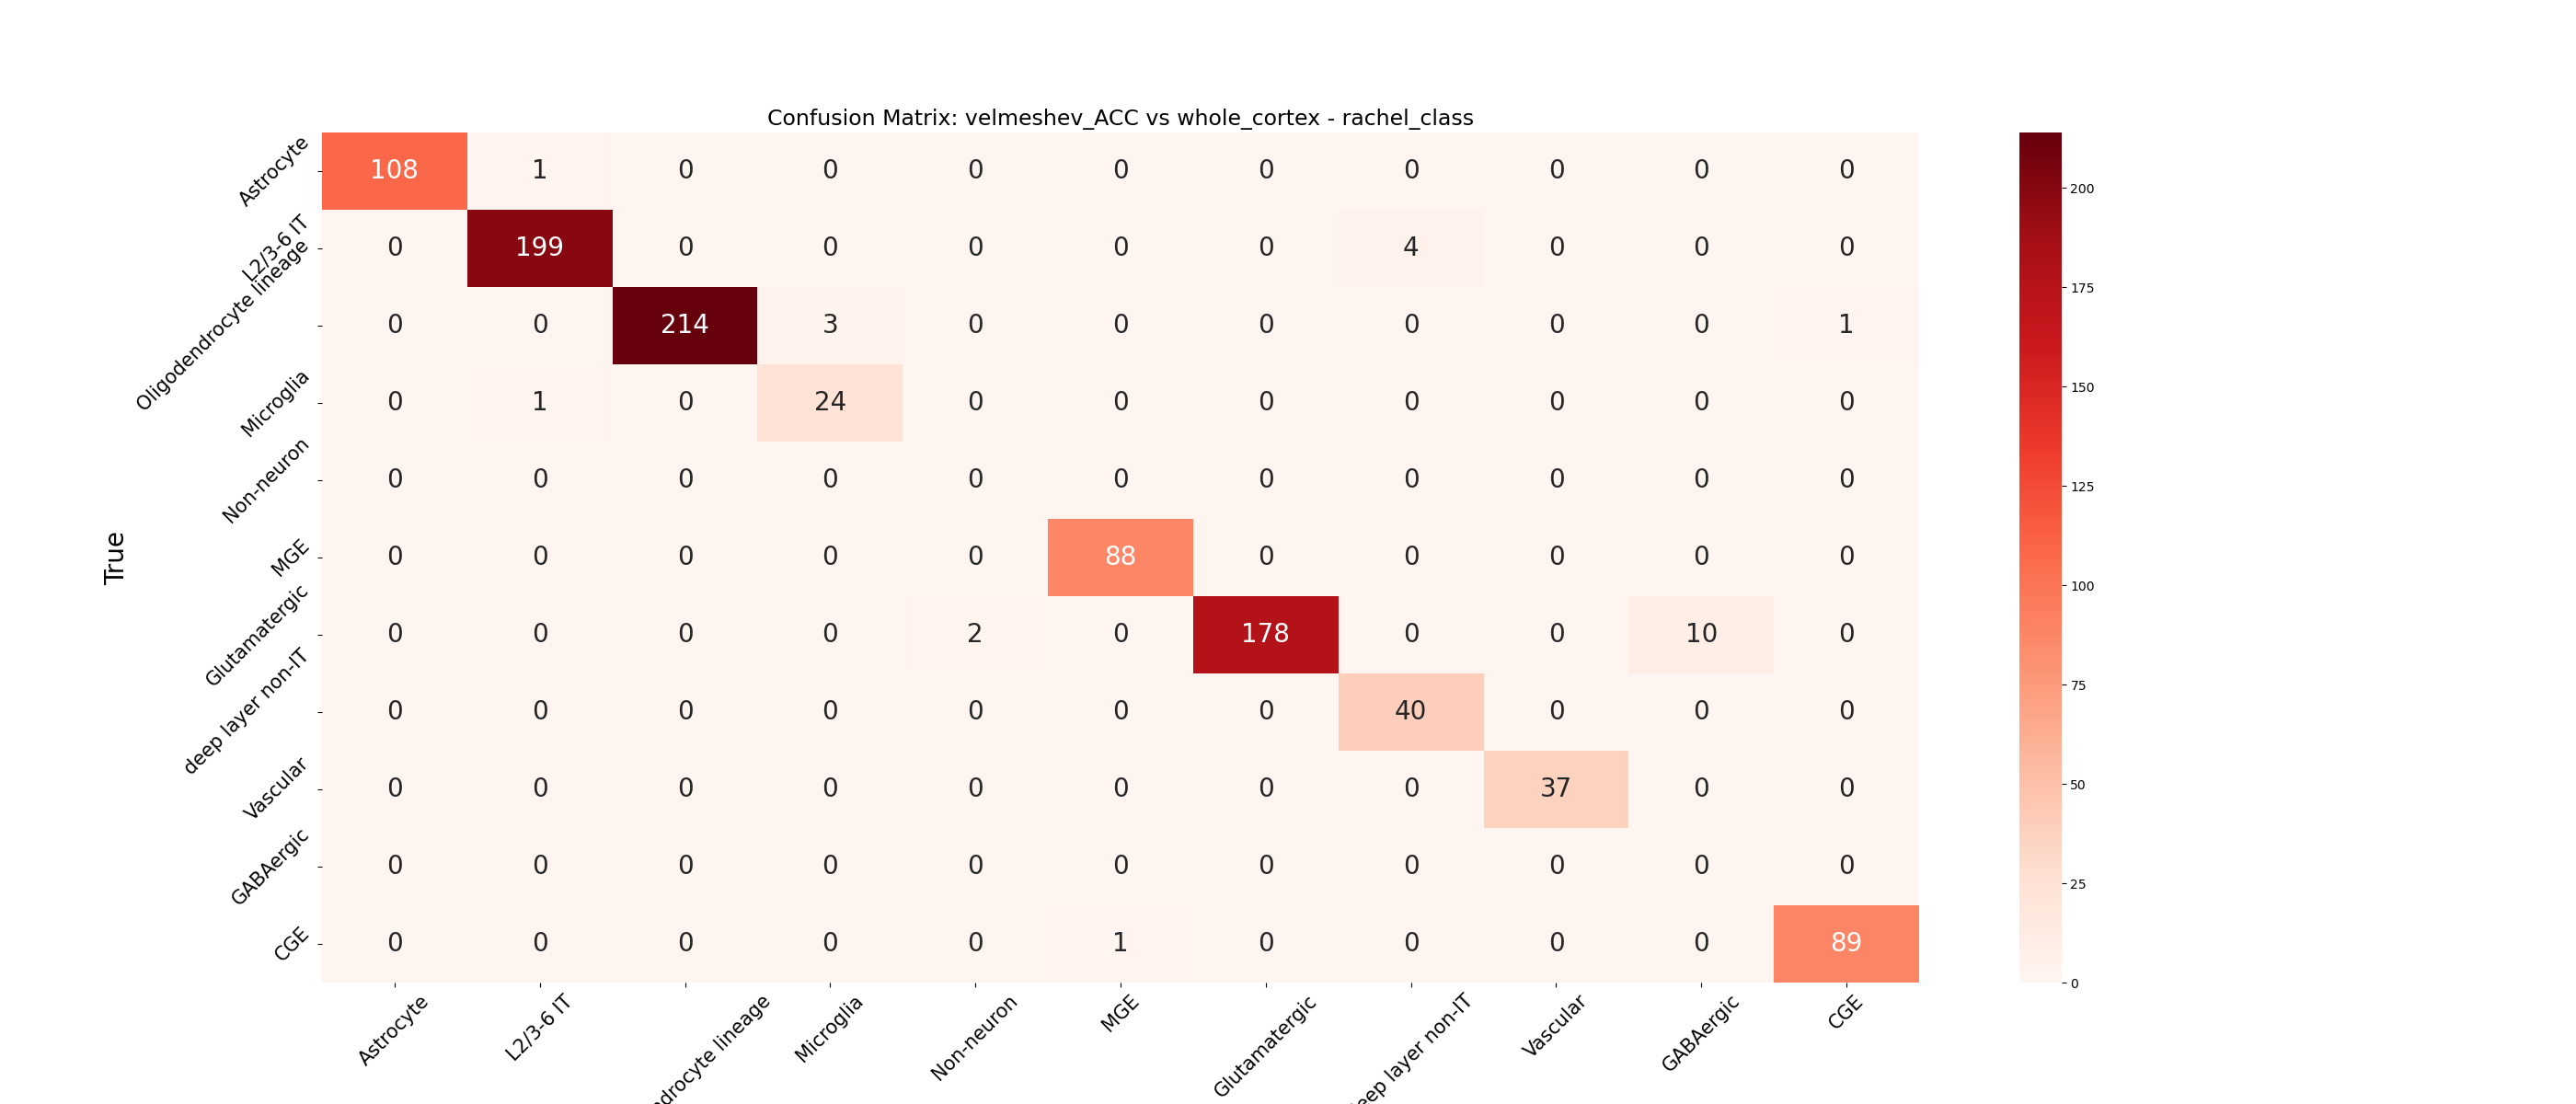 Confusion Matrix: velmeshev_ACC vs whole_cortex - rachel_class
True
Astrocyte 108 1 0 0 0 0 0 0 0 0 0
L2/3-6 IT 0 199 0 0 0 0 0 4 0 0 0
Oligodendrocyte lineage 0 0 214 3 0 0 0 0 0 0 1
Microglia 0 1 0 24 0 0 0 0 0 0 0
Non-neuron 0 0 0 0 0 0 0 0 0 0 0
MGE 0 0 0 0 0 88 0 0 0 0 0
Glutamatergic 0 0 0 0 2 0 178 0 0 10 0
deep layer non-IT 0 0 0 0 0 0 0 40 0 0 0
Vascular 0 0 0 0 0 0 0 0 37 0 0
GABAergic 0 0 0 0 0 0 0 0 0 0 0
CGE 0 0 0 0 0 1 0 0 0 0 89
Astrocyte L2/3-6 IT ndrocyte lineage Microglia Non-neuron MGE Glutamatergic eep layer non-IT Vascular GABAergic CGE
200
175
150
125
100
75
50
25
0